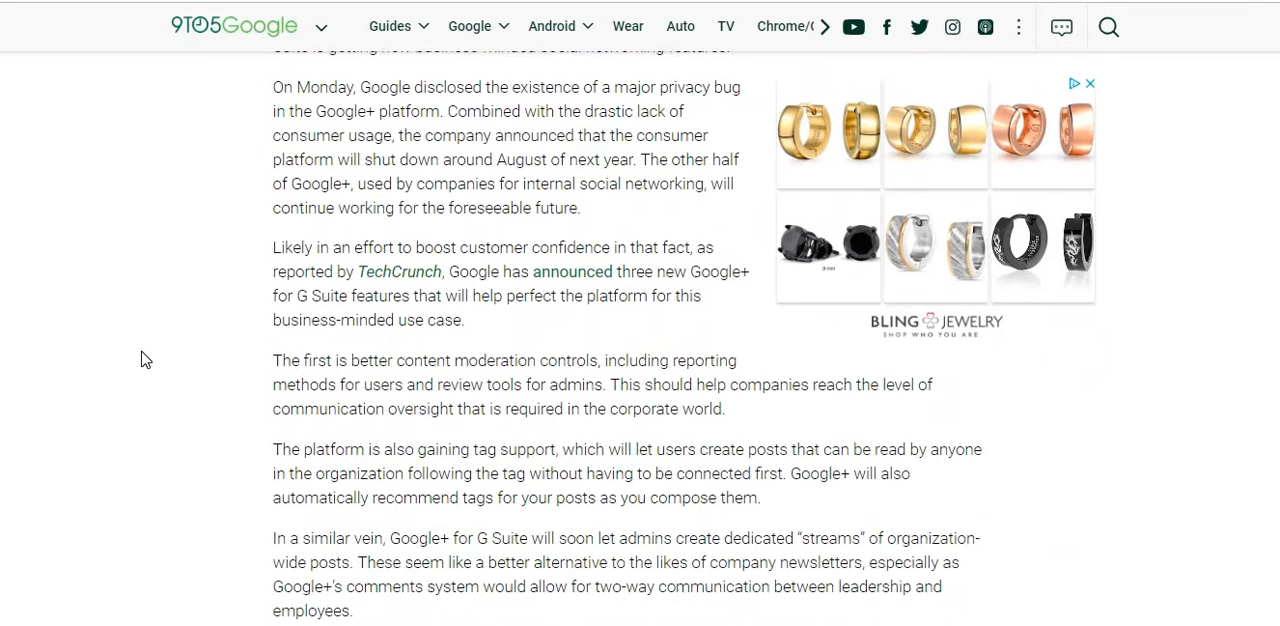 9TO5Google
Guides
Google
Android
Wear
Auto
TV
Chrome/
Suite is getting new business-minded social networking features.
On Monday, Google disclosed the existence of a major privacy bug
in the Google+ platform. Combined with the drastic lack of
consumer usage, the company announced that the consumer
platform will shut down around August of next year. The other half
of Google+, used by companies for internal social networking, will
continue working for the foreseeable future.
Likely in an effort to boost customer confidence in that fact, as
reported by TechCrunch, Google has announced three new Google+
for G Suite features that will help perfect the platform for this
business-minded use case.
BLING JEWELRY
SHOP WHO YOU ARE
The first is better content moderation controls, including reporting
methods for users and review tools for admins. This should help companies reach the level of
communication oversight that is required in the corporate world.
The platform is also gaining tag support, which will let users create posts that can be read by anyone
in the organization following the tag without having to be connected first. Google+ will also
automatically recommend tags for your posts as you compose them.
In a similar vein, Google+ for G Suite will soon let admins create dedicated “streams” of organization-
wide posts. These seem like a better alternative to the likes of company newsletters, especially as
Google+’s comments system would allow for two-way communication between leadership and
employees.